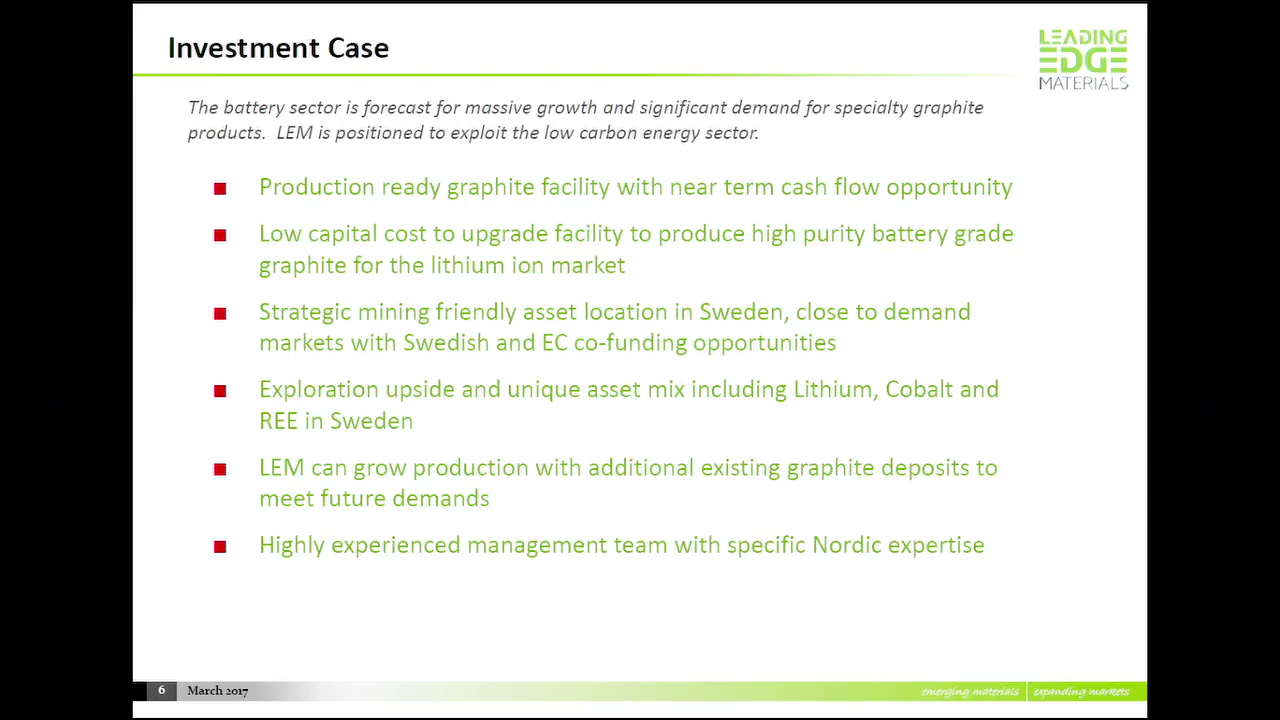 Investment Case
LEADING
EDGE
MATERIALS
The battery sector is forecast for massive growth and significant demand for specialty graphite
products.  LEM is positioned to exploit the low carbon energy sector.
Production ready graphite facility with near term cash flow opportunity
Low capital cost to upgrade facility to produce high purity battery grade
graphite for the lithium ion market
Strategic mining friendly asset location in Sweden, close to demand
markets with Swedish and EC co-funding opportunities
Exploration upside and unique asset mix including Lithium, Cobalt and
REE in Sweden
LEM can grow production with additional existing graphite deposits to
meet future demands
Highly experienced management team with specific Nordic expertise
6 March 2017 emerging materials expanding markets